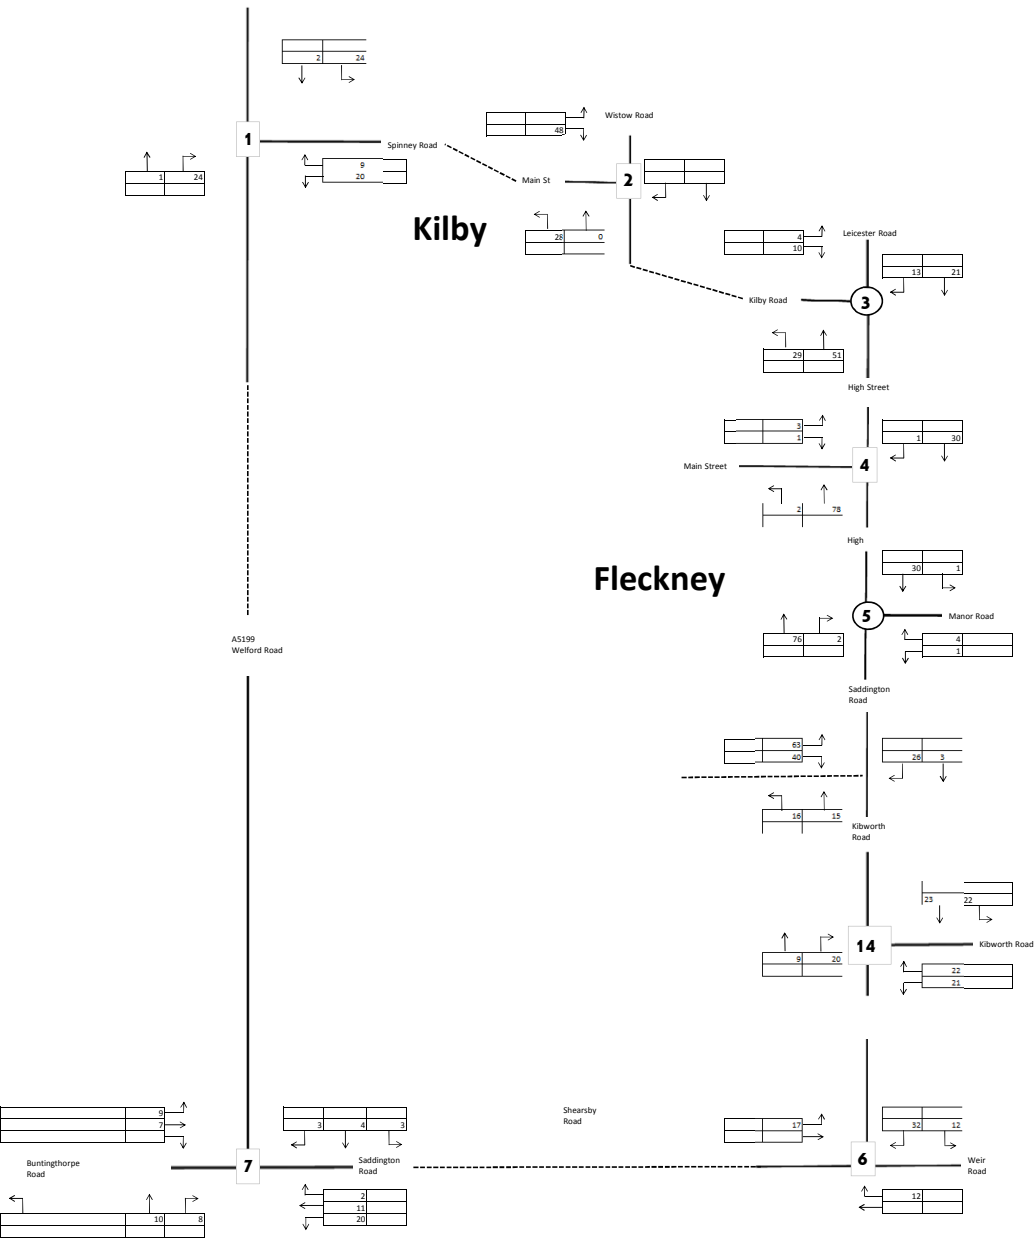 2 24
1
Spinney Road
1 24
9
20
48
Wistow Road
Main St
2
28 0
Kilby
4
10
Leicester Road
13 21
Kilby Road
3
29 51
High Street
3
1
1 30
Main Street
4
2 78
High
Fleckney
30 1
5
Manor Road
76 2
4
1
Saddington
Road
A5199
Welford Road
63
40
26 3
16 15
Kibworth
Road
23 22
14
Kibworth Road
9 20
22
21
9
7
3 4 3
Shearsby
Road
17
32 12
Buntingthorpe
Road
7
Saddington
Road
6
Weir
Road
10 8
2
11
20
12